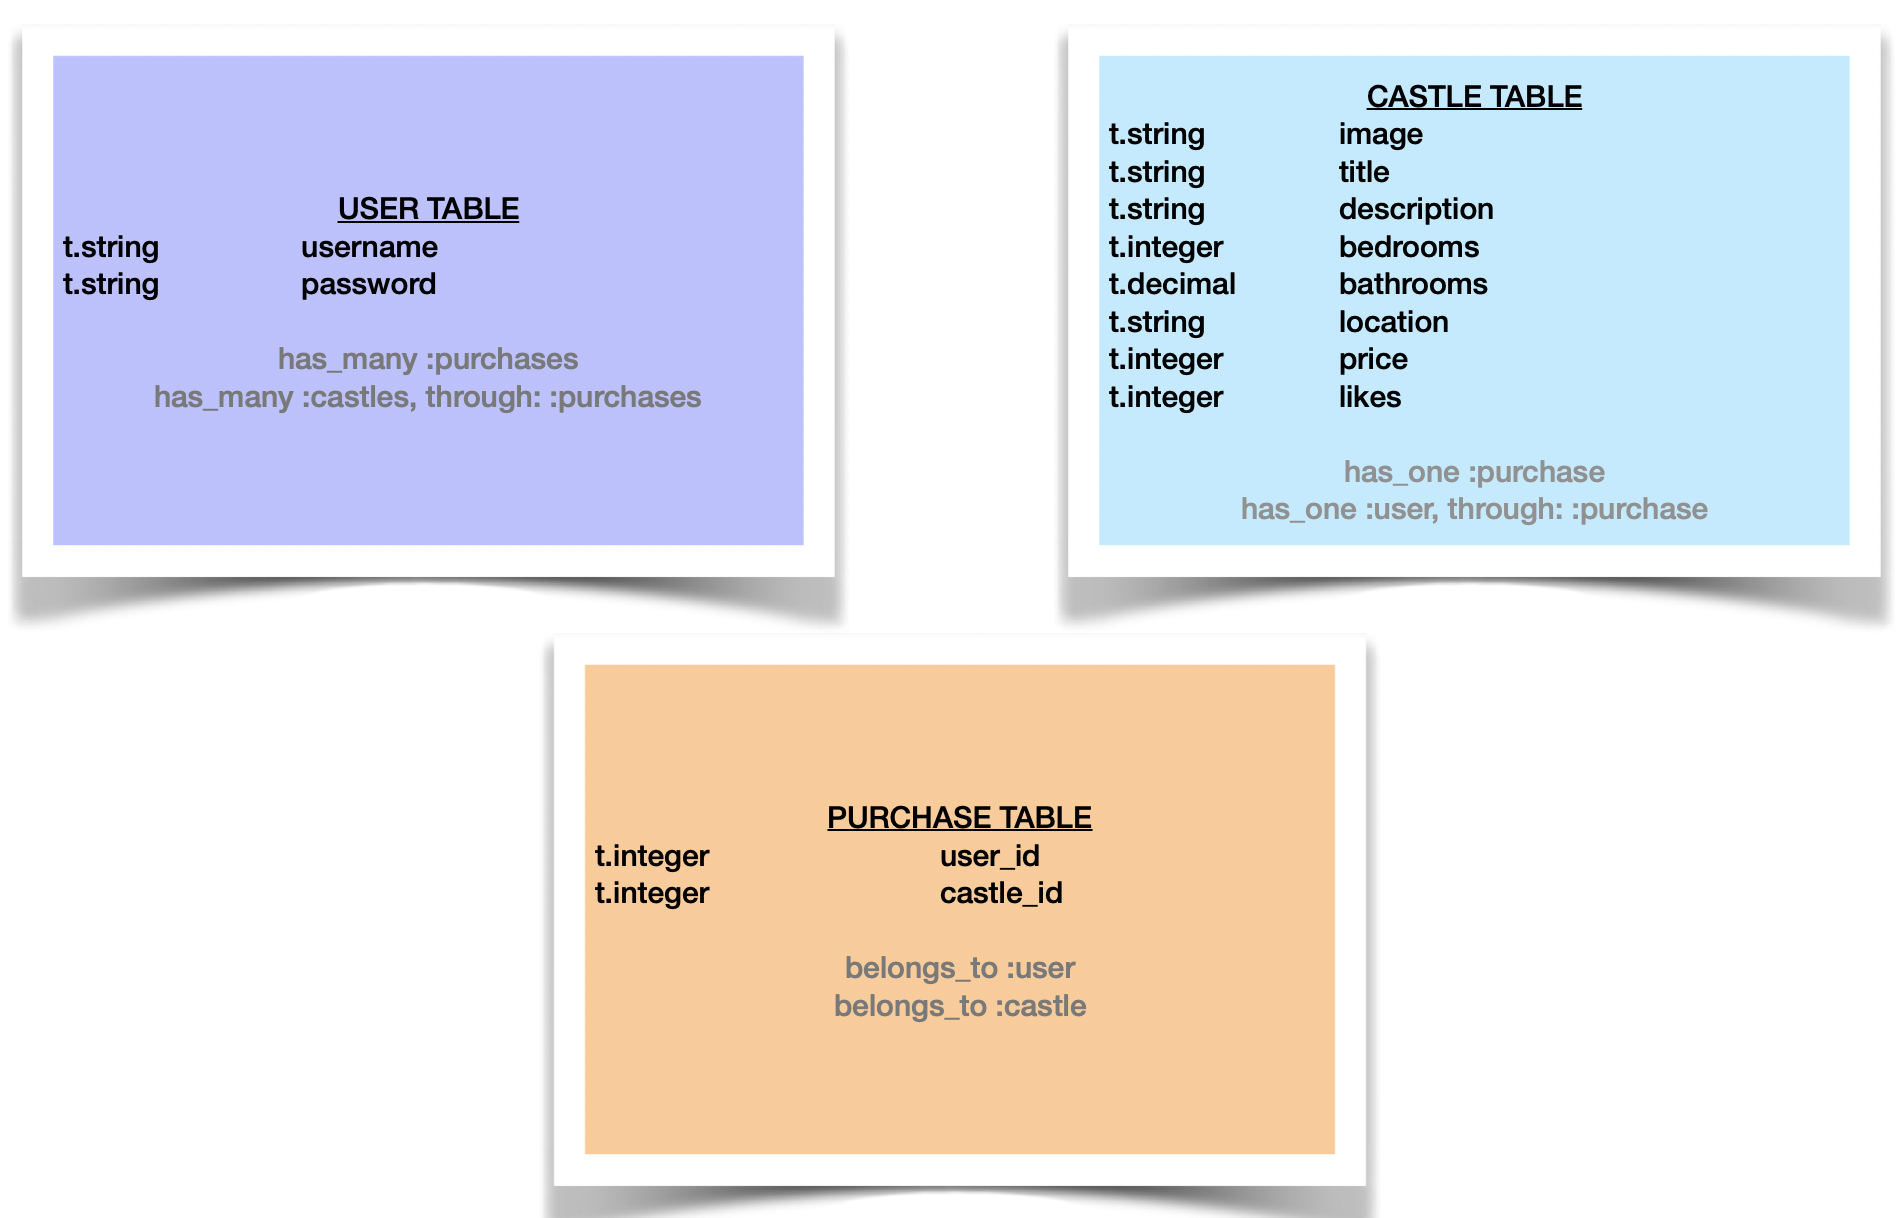 USER TABLE
t.string username
t.string password
has_many :purchases
has_many :castles, through: :purchases
CASTLE TABLE
t.string image
t.string title
t.string description
t.integer bedrooms
t.decimal bathrooms
t.string location
t.integer price
t.integer likes
has_one :purchase
has_one :user, through: :purchase
PURCHASE TABLE
t.integer user_id
t.integer castle_id
belongs_to :user
belongs_to :castle